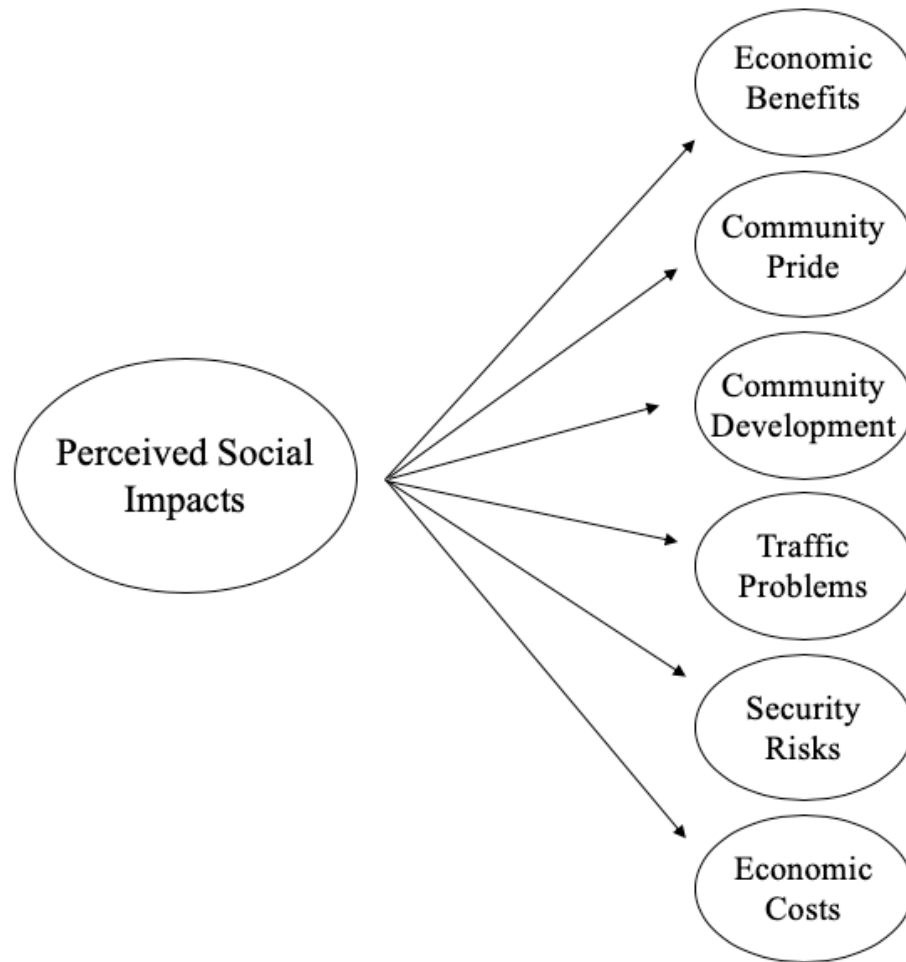 Economic
Benefits
Community
Pride
Community
Development
Perceived Social
Impacts
Traffic
Problems
Security
Risks
Economic
Costs